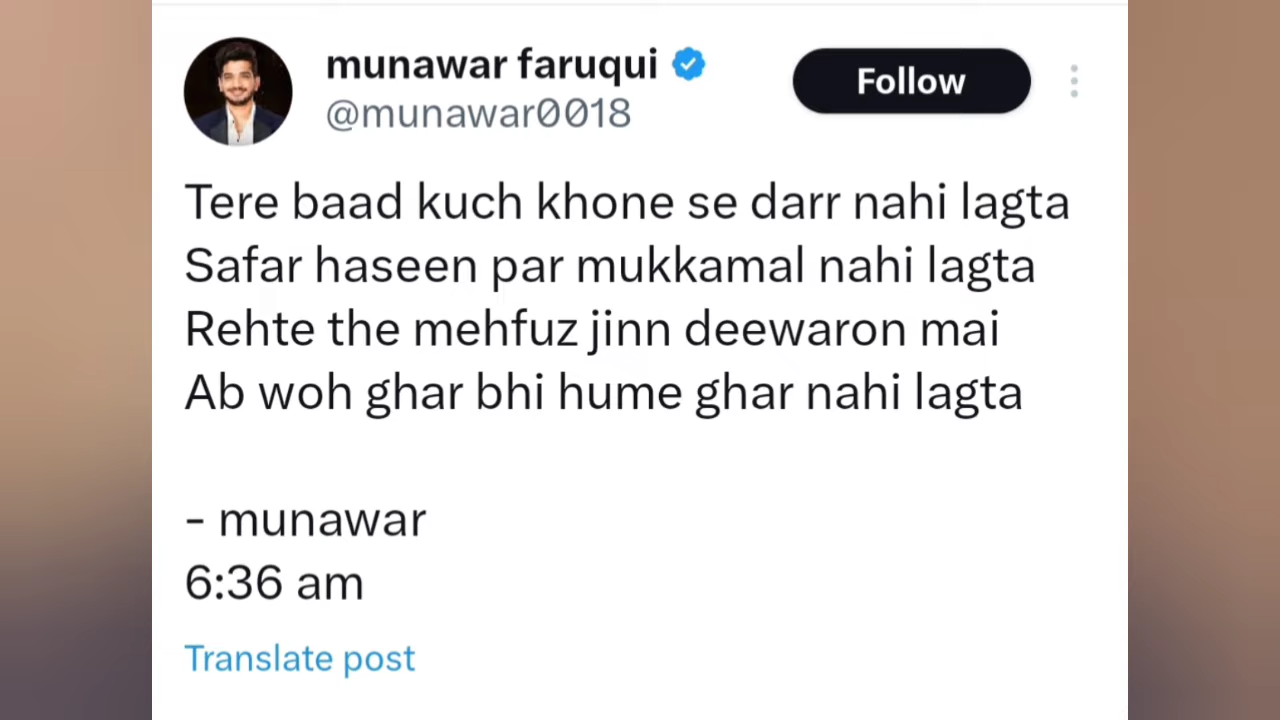 munawar faruqui
@munawar0018
Follow
Tere baad kuch khone se darr nahi lagta
Safar haseen par mukkamal nahi lagta
Rehte the mehfuz jinn deewaron mai
Ab woh ghar bhi hume ghar nahi lagta
- munawar
6:36 am
Translate post